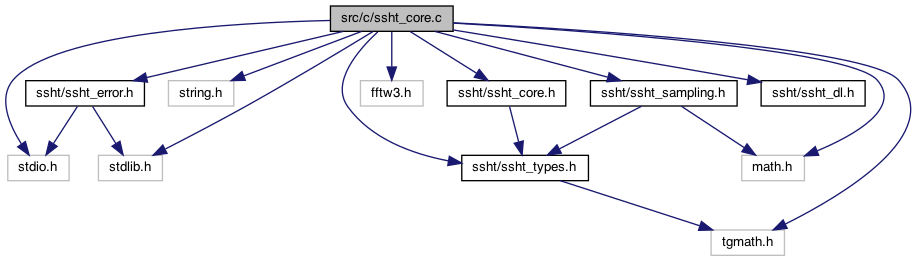 src/c/ssht_core.c
ssht/ssht_error.h
string.h
fftw3.h
ssht/ssht_core.h
ssht/ssht_sampling.h
ssht/ssht_dl.h
stdio.h
stdlib.h
ssht/ssht_types.h
math.h
tgmath.h